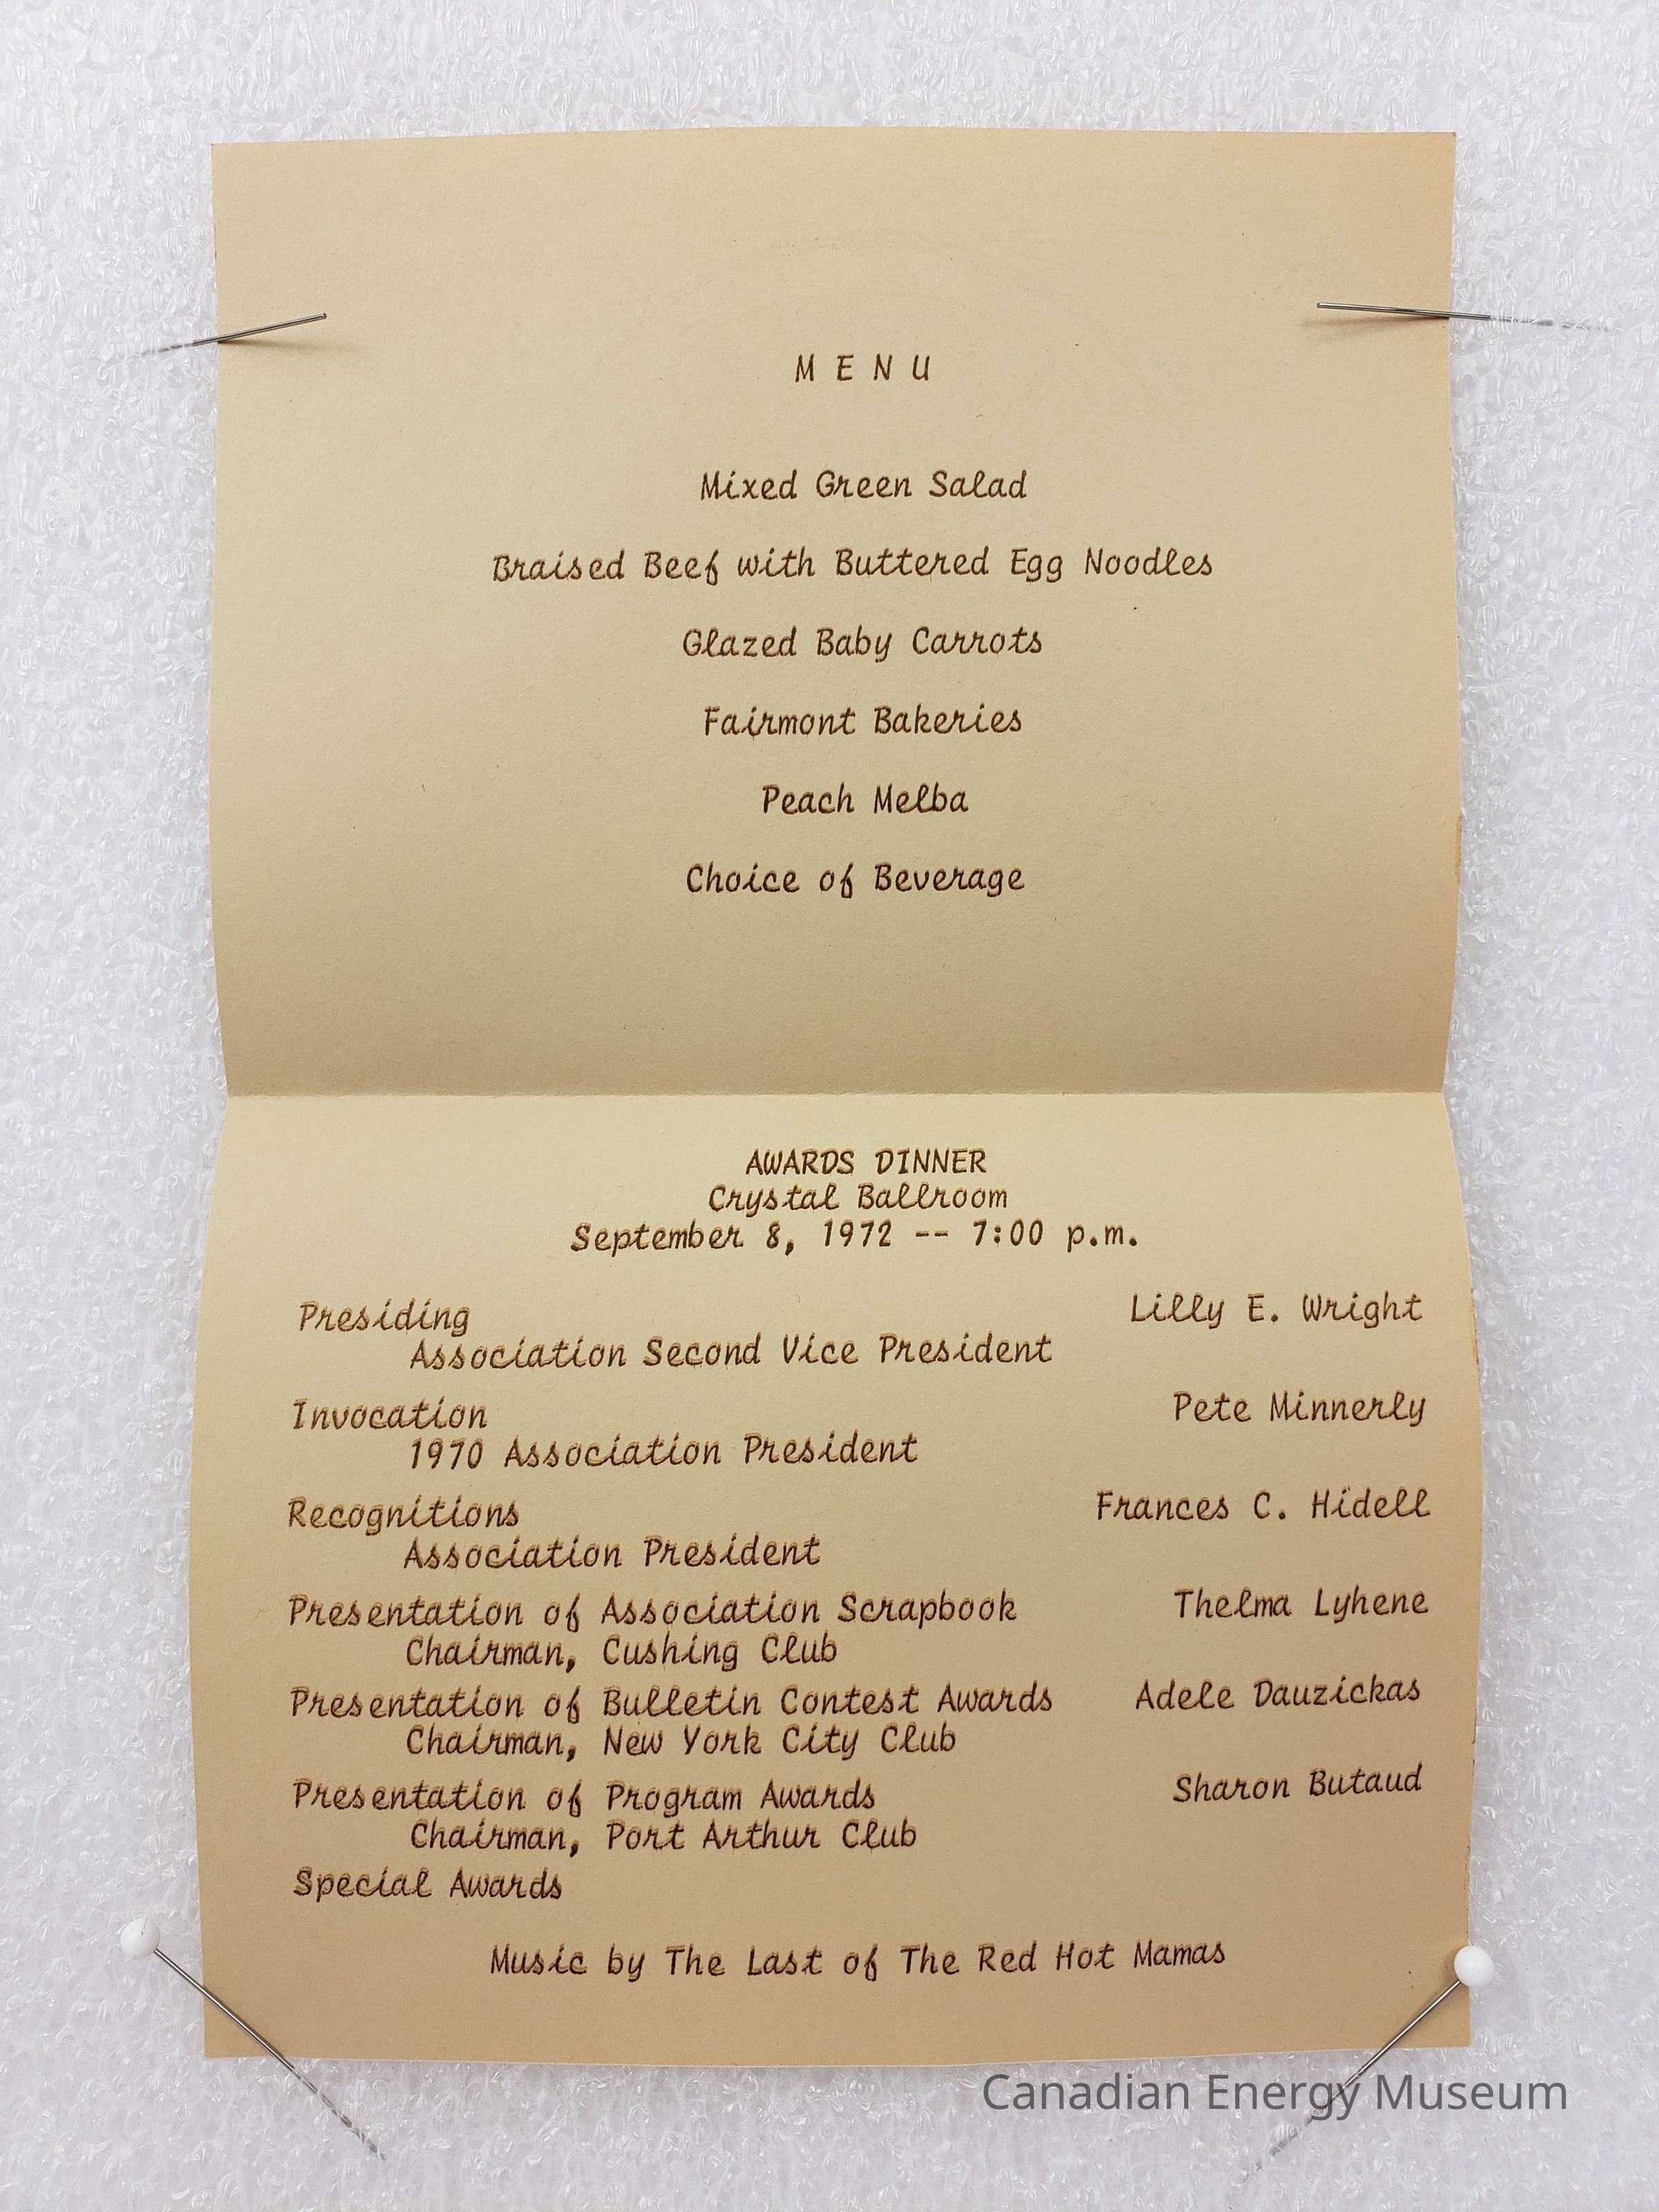 M E N U
Mixed Green Salad
Braised Beef with Buttered Egg Noodles
Glazed Baby Carrots
Fairmont Bakeries
Peach Melba
Choice of Beverage
AWARDS DINNER
Crystal Ballroom
September 8, 1972 -- 7:00 p.m.
Presiding Lilly E. Wright
Association Second Vice President
Invocation Pete Minnerly
1970 Association President
Recognitions Frances C. Hidell
Association President
Presentation of Association Scrapbook Thelma Lyhene
Chairman, Cushing Club
Presentation of Bulletin Contest Awards Adele Dauzickas
Chairman, New York City Club
Presentation of Program Awards Sharon Butaud
Chairman, Port Arthur Club
Special Awards
Music by The Last of The Red Hot Mamas
Canadian Energy Museum